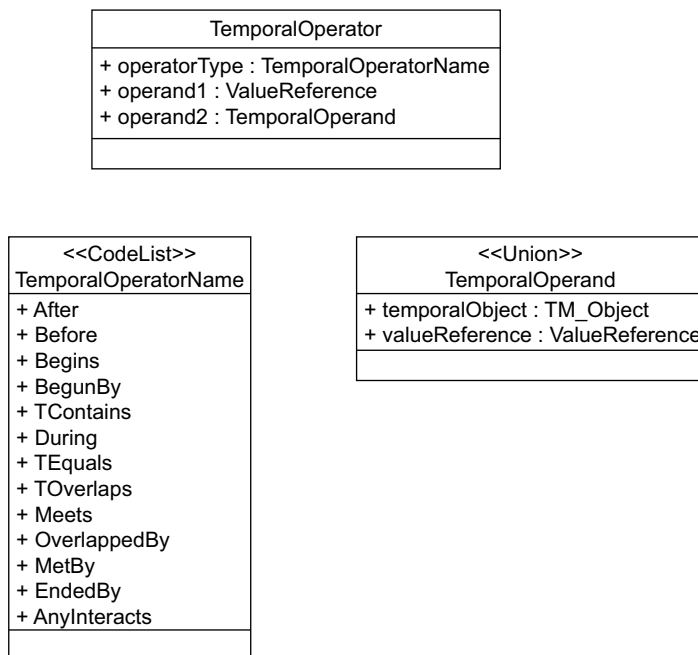 TemporalOperator
+ operatorType : TemporalOperatorName
+ operand1 : ValueReference
+ operand2 : TemporalOperand
<<CodeList>>
TemporalOperatorName
+ After
+ Before
+ Begins
+ BegunBy
+ TContains
+ During
+ TEquals
+ TOverlaps
+ Meets
+ OverlappedBy
+ MetBy
+ EndedBy
+ AnyInteracts
<<Union>>
TemporalOperand
+ temporalObject : TM_Object
+ valueReference : ValueReference